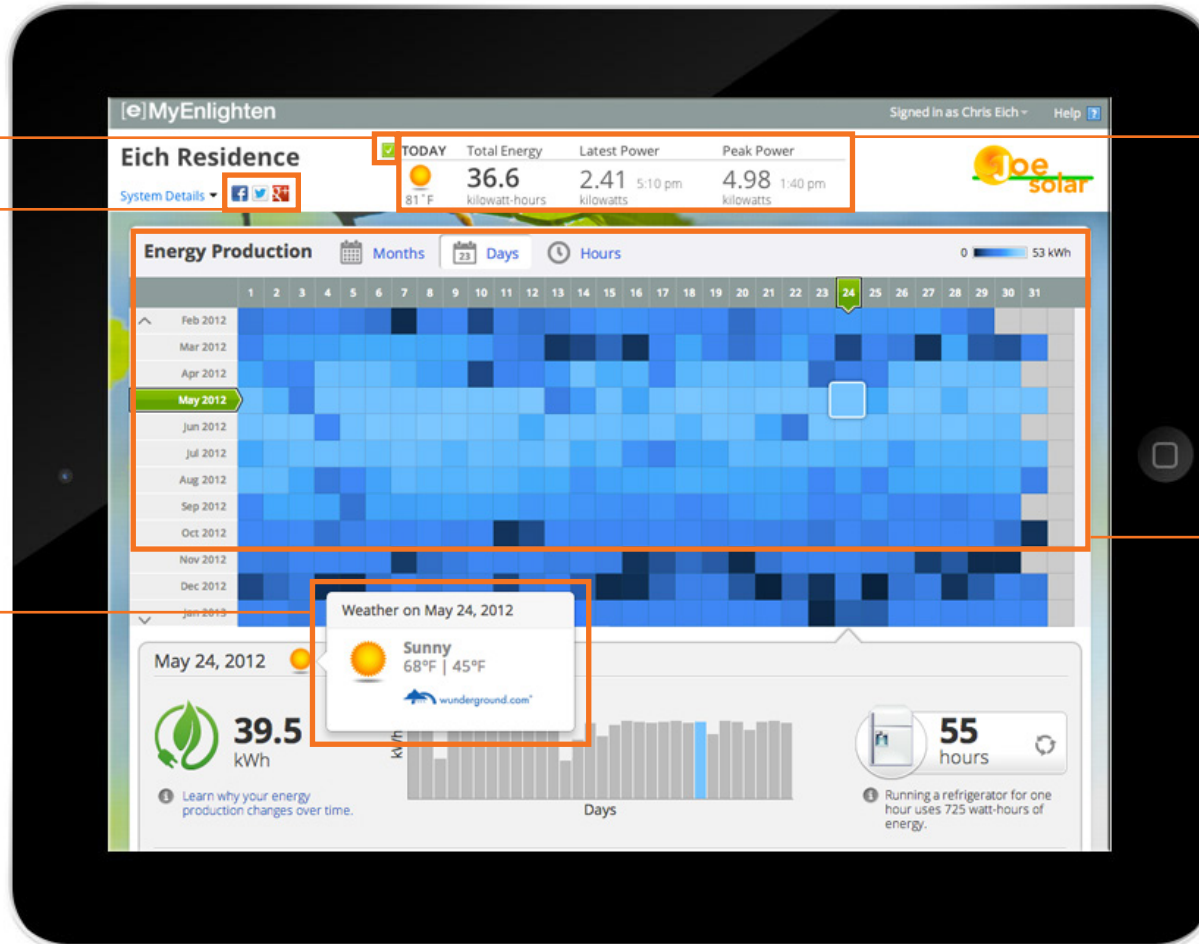 [e]MyEnlighten
Signed in as Chris Eich
Help ?
Eich Residence
System Details
TODAY
81°F
Total Energy
36.6
kilowatt-hours
Latest Power
2.41 5:10 pm
kilowatts
Peak Power
4.98 1:40 pm
kilowatts
Joe
solar
Energy Production
Months
23 Days
Hours
0 53 kWh
1 2 3 4 5 6 7 8 9 10 11 12 13 14 15 16 17 18 19 20 21 22 23 24 25 26 27 28 29 30 31
Feb 2012
Mar 2012
Apr 2012
May 2012
Jun 2012
Jul 2012
Aug 2012
Sep 2012
Oct 2012
Nov 2012
Dec 2012
Jan 2013
Weather on May 24, 2012
Sunny
68°F | 45°F
wunderground.com
May 24, 2012
39.5
kWh
Learn why your energy
production changes over time.
kWh
Days
55
hours
Running a refrigerator for one
hour uses 725 watt-hours of
energy.